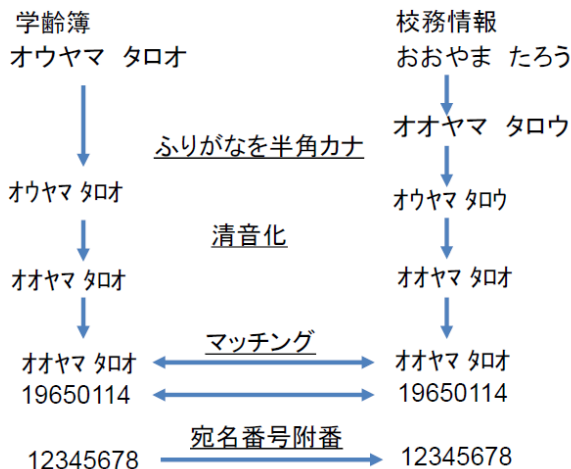 学齢簿 校務情報
オウヤマ　タロオ おおやま　たろう
オオヤマ　タロウ
ふりがなを半角カナ
ｵｳﾔﾏ ﾀﾛｵ ｵｳﾔﾏ ﾀﾛｳ
清音化
ｵｵﾔﾏ ﾀﾛｵ ｵｵﾔﾏ ﾀﾛｵ
マッチング
ｵｵﾔﾏ ﾀﾛｵ ｵｵﾔﾏ ﾀﾛｵ
19650114 19650114
宛名番号附番
12345678 12345678